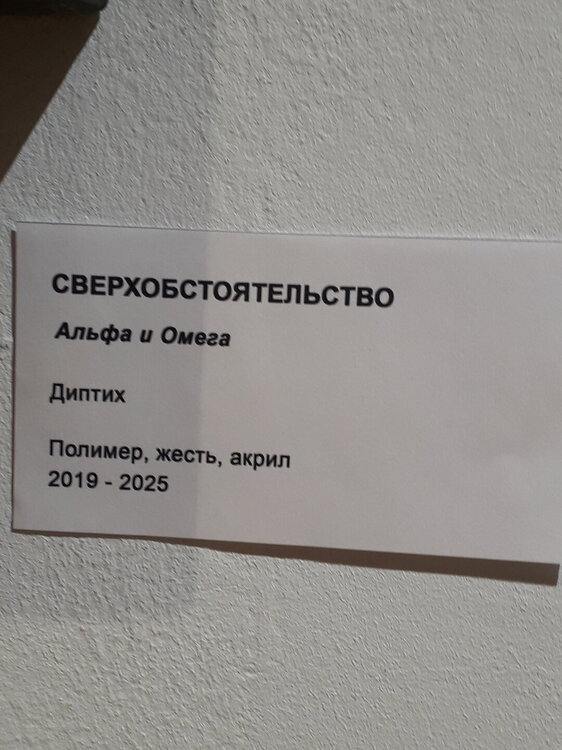 СВЕРХОБСТОЯТЕЛЬСТВО
Альфа и Омега
Диптих
Полимер, жесть, акрил
2019 - 2025